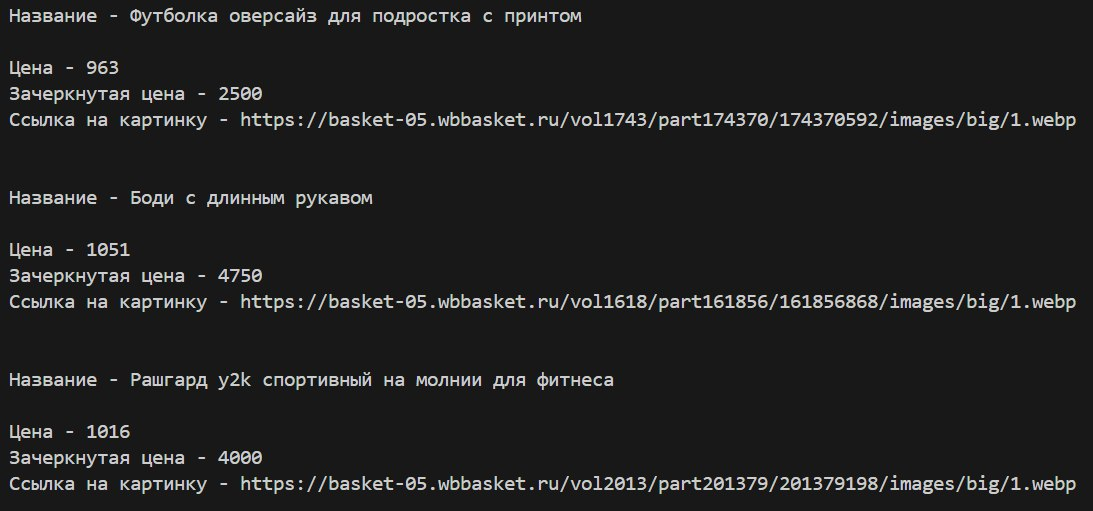 Название - Футболка оверсайз для подростка с принтом
Цена - 963
Зачеркнутая цена - 2500
Ссылка на картинку - https://basket-05.wbbasket.ru/vol1743/part174370/174370592/images/big/1.webp
Название - Боди с длинным рукавом
Цена - 1051
Зачеркнутая цена - 4750
Ссылка на картинку - https://basket-05.wbbasket.ru/vol1618/part161856/161856868/images/big/1.webp
Название - Рашгард y2k спортивный на молнии для фитнеса
Цена - 1016
Зачеркнутая цена - 4000
Ссылка на картинку - https://basket-05.wbbasket.ru/vol2013/part201379/201379198/images/big/1.webp